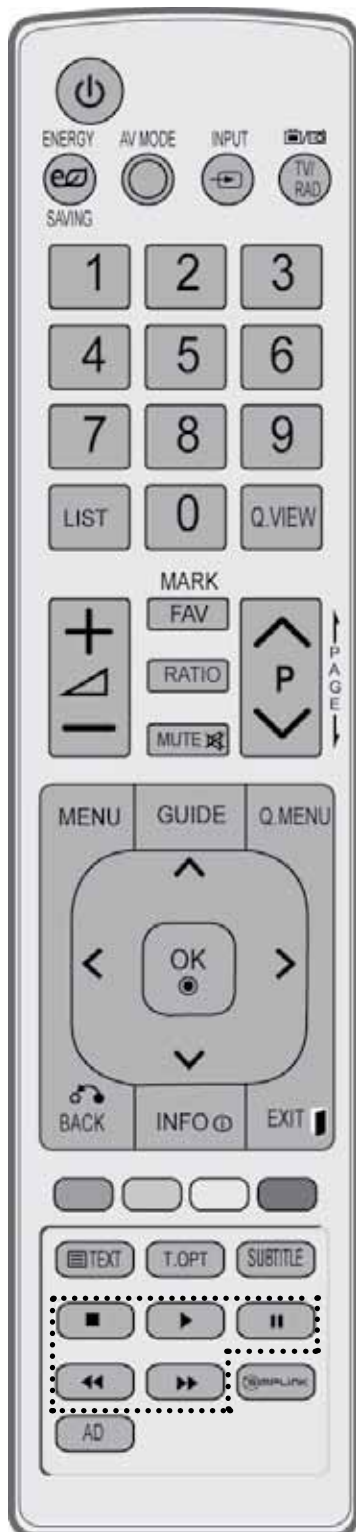 ENERGY AV MODE INPUT
TV/
RAD
SAVING
1 2 3
4 5 6
7 8 9
LIST 0 Q.VIEW
MARK
FAV
RATIO
P
PAGE
MUTE
MENU GUIDE Q.MENU
OK
BACK INFO EXIT
TEXT T.OPT SUBTITLE
SIMPLINK
AD